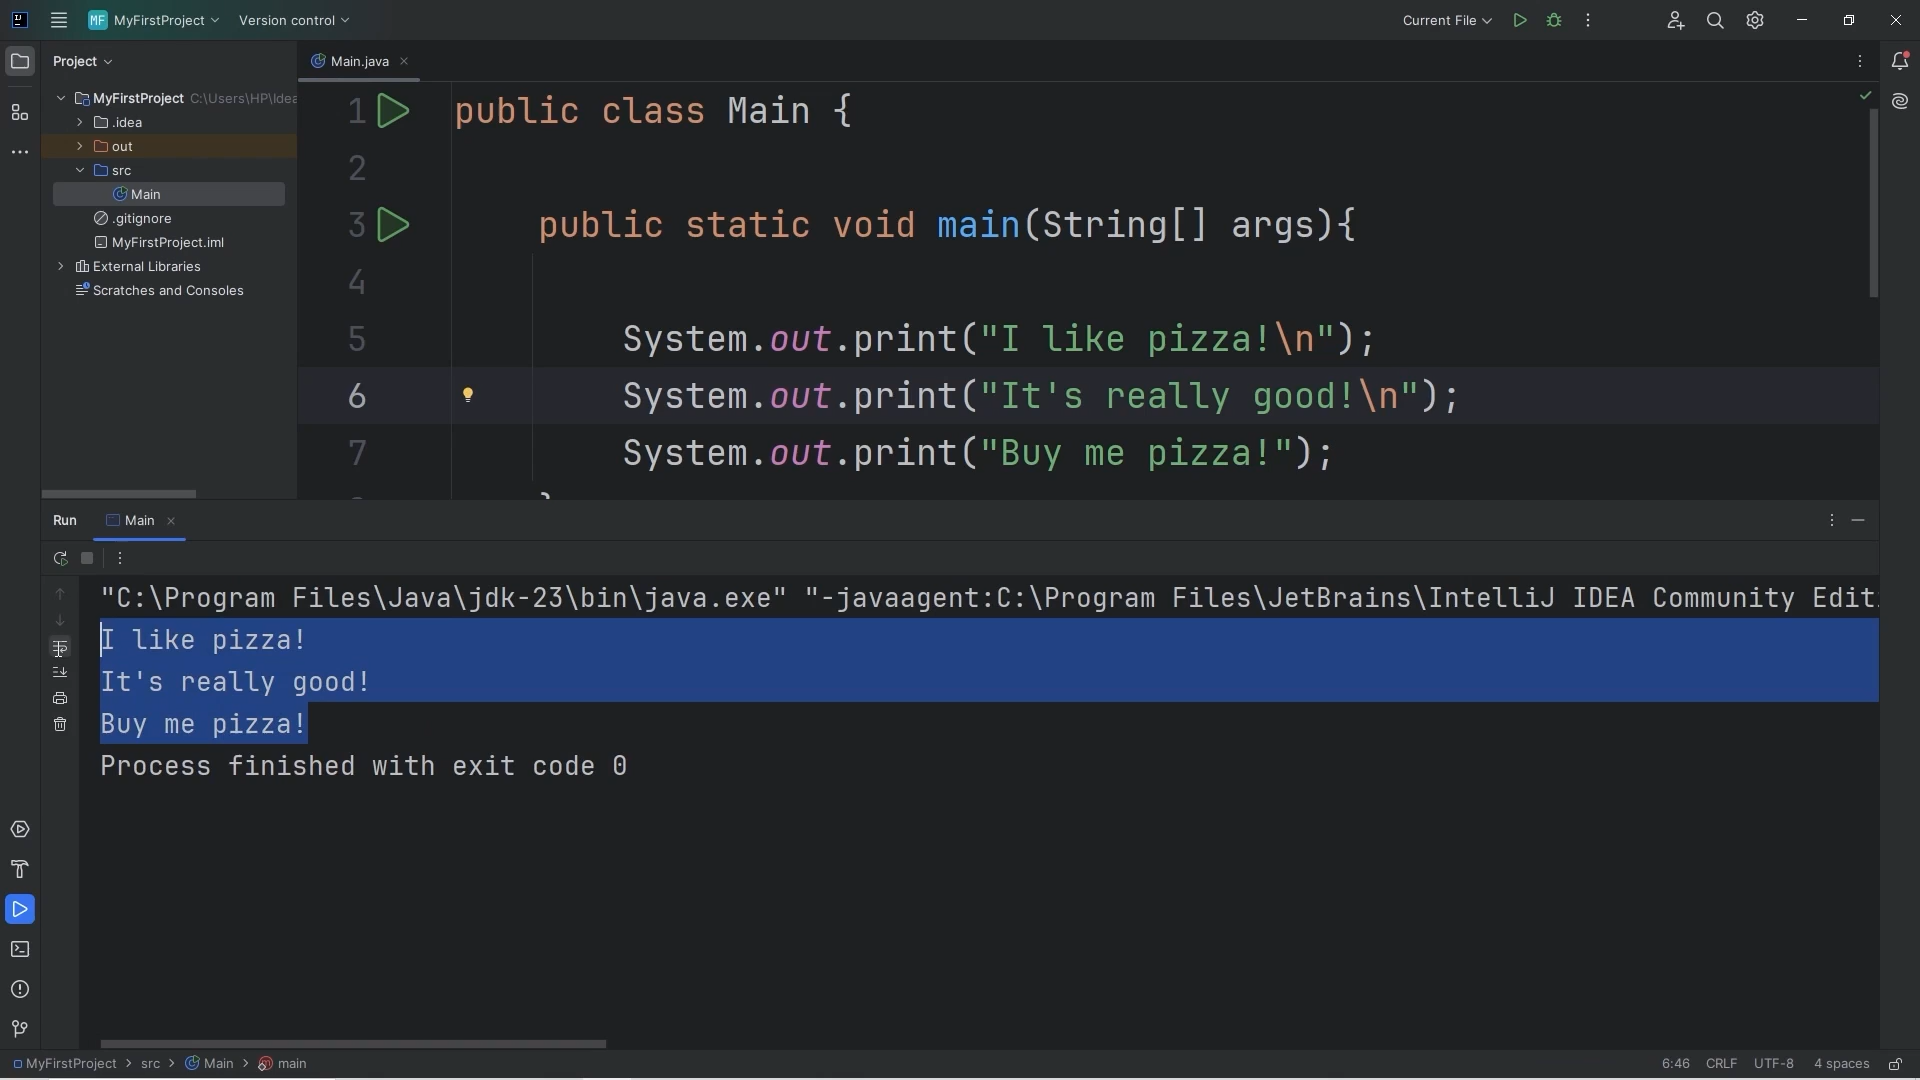 MF MyFirstProject Version control Current File
Project
Main.java
MyFirstProject C:\Users\HP\Idea
.idea
out
src
Main
.gitignore
MyFirstProject.iml
External Libraries
Scratches and Consoles
1 public class Main {
2
3 public static void main(String[] args){
4
5 System.out.print("I like pizza!\n");
6 System.out.print("It's really good!\n");
7 System.out.print("Buy me pizza!");
Run Main
"C:\Program Files\Java\jdk-23\bin\java.exe" "-javaagent:C:\Program Files\JetBrains\IntelliJ IDEA Community Edit
I like pizza!
It's really good!
Buy me pizza!
Process finished with exit code 0
MyFirstProject > src > Main > main 6:46 CRLF UTF-8 4 spaces